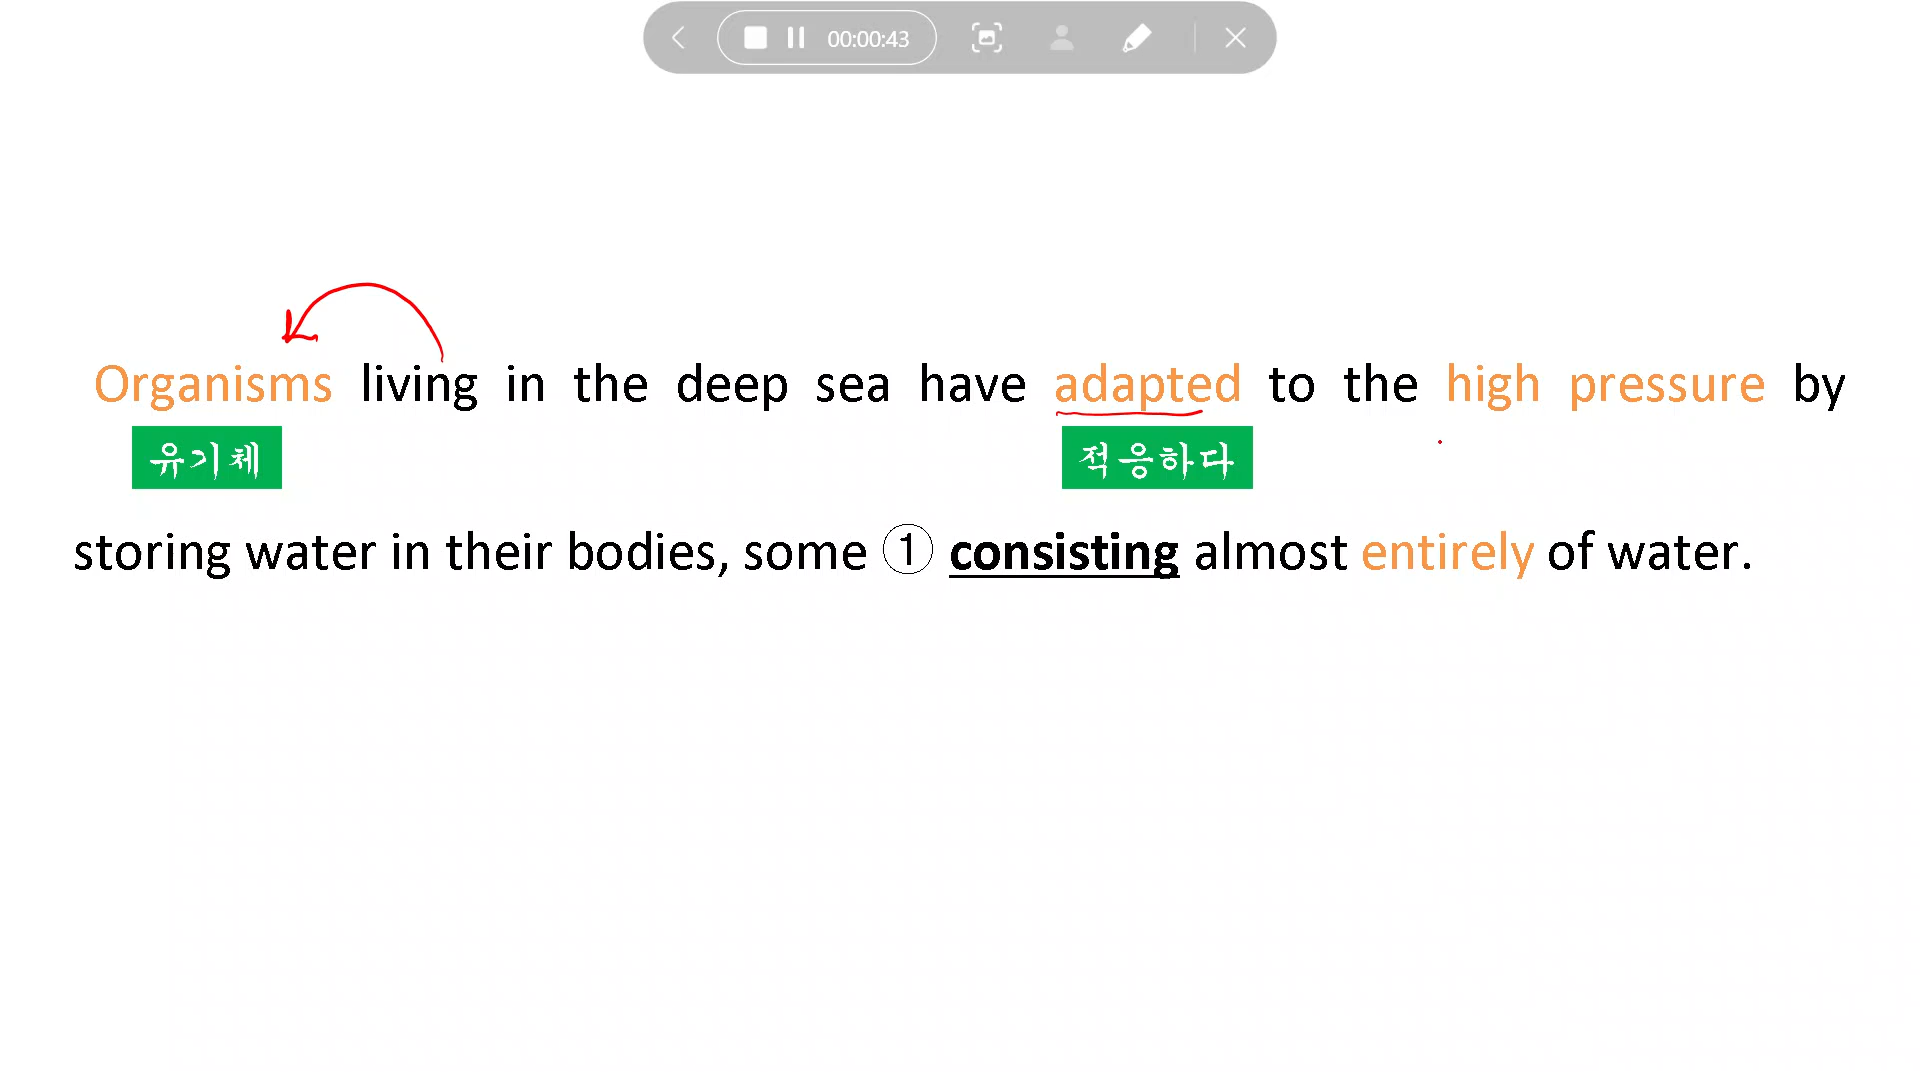 00:00:43
Organisms living in the deep sea have adapted to the high pressure by
유기체 적응하다
storing water in their bodies, some ① consisting almost entirely of water.